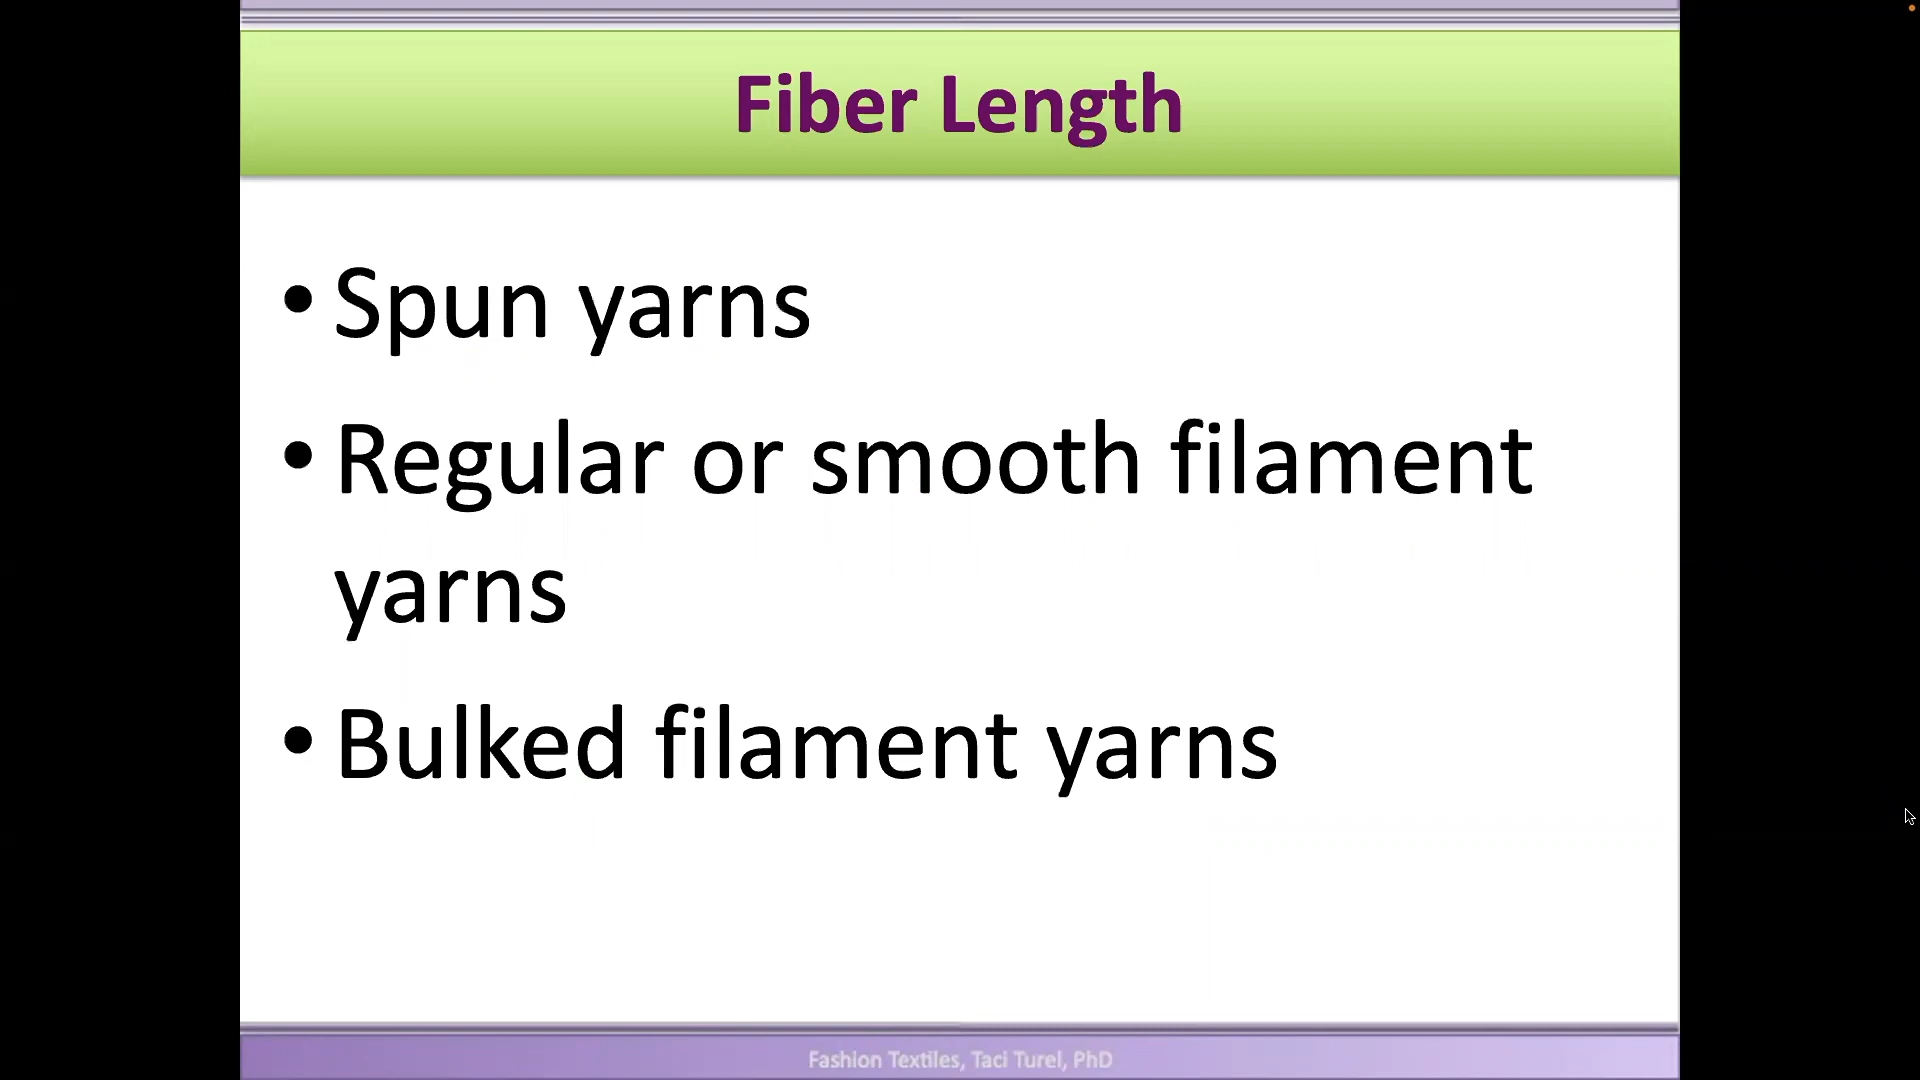 Fiber Length
• Spun yarns
• Regular or smooth filament
yarns
• Bulked filament yarns
Fashion Textiles, Taci Turel, PhD